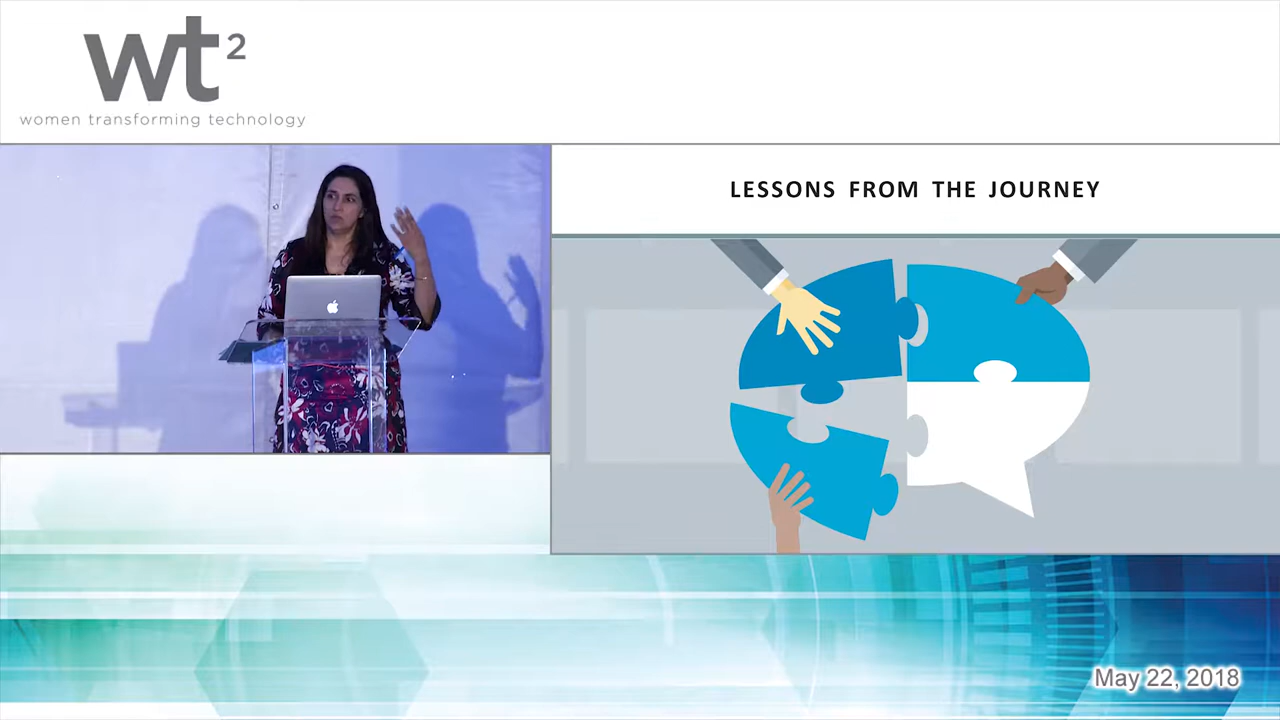 wt²
women transforming technology
LESSONS FROM THE JOURNEY
May 22, 2018